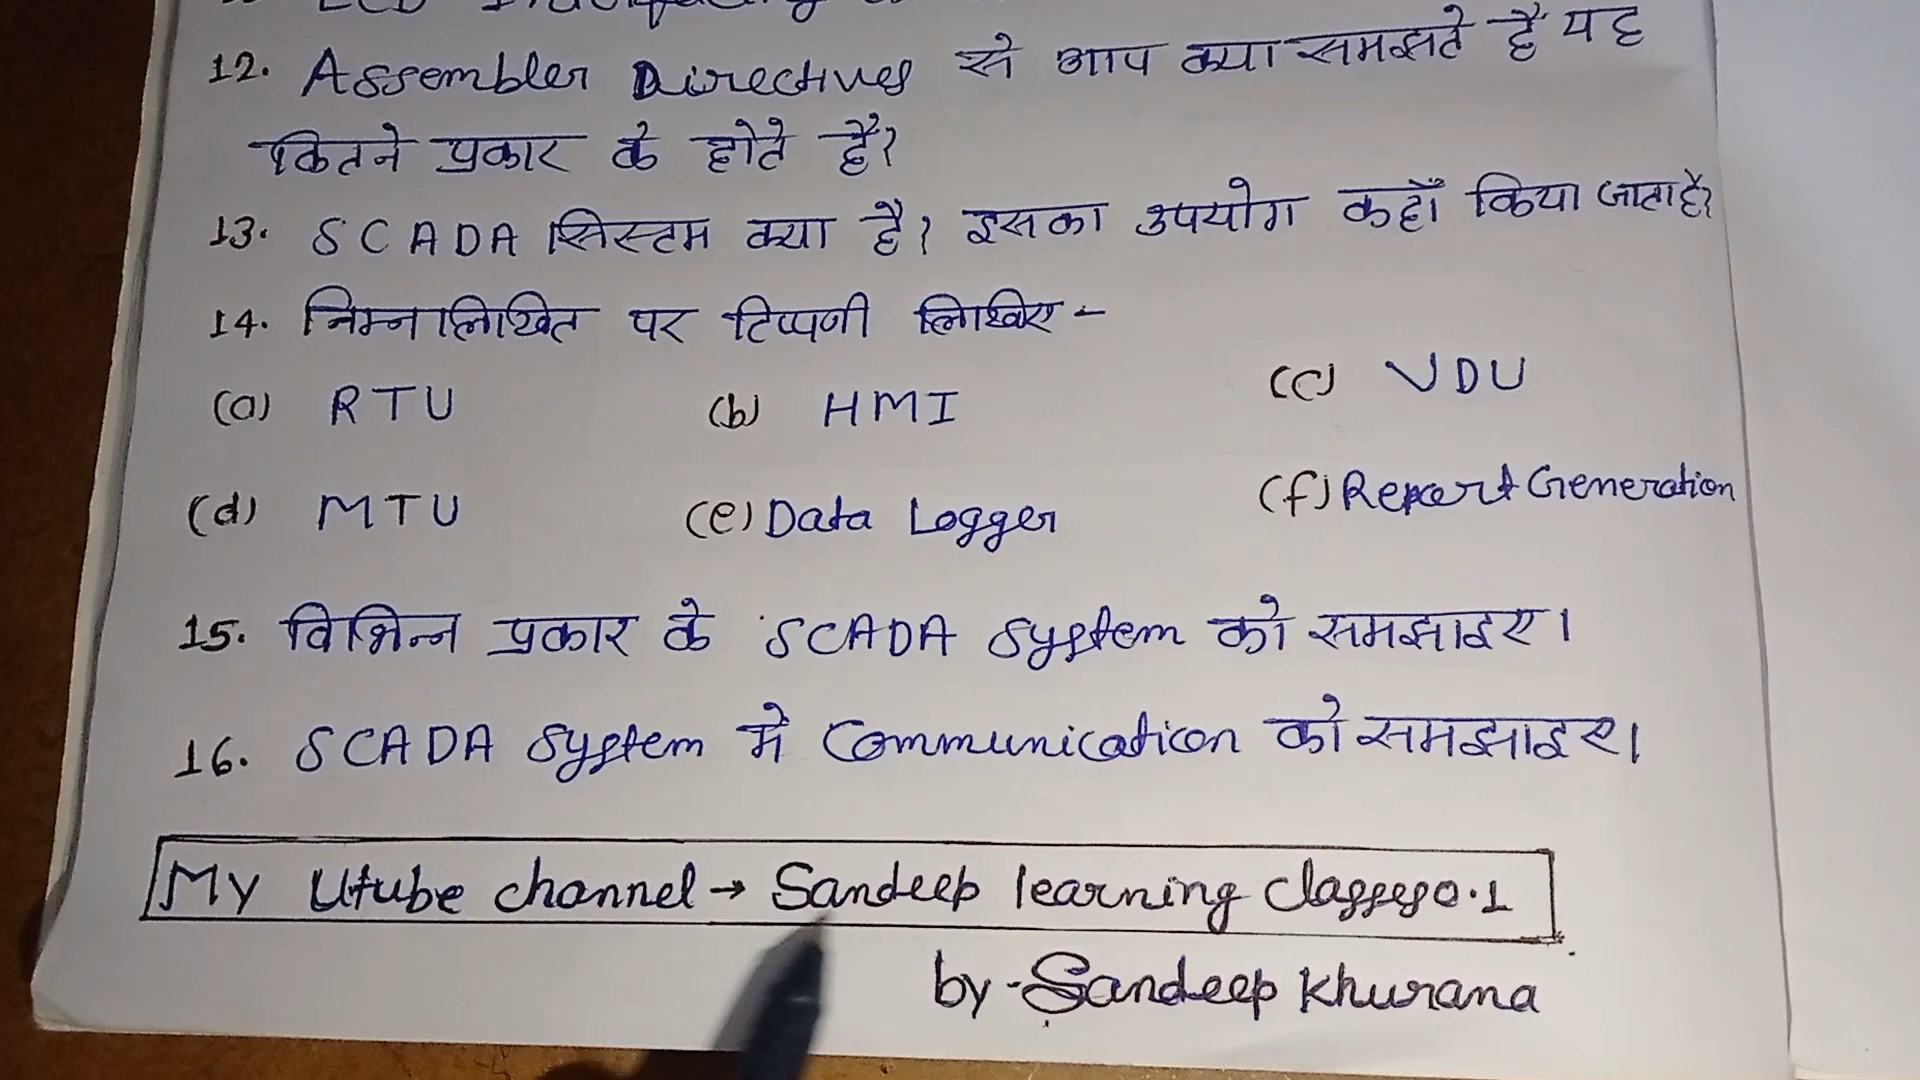 12. Assembler Directives से आप क्या समझते हैं यह
कितने प्रकार के होते हैं?
13. SCADA सिस्टम क्या है? इसका उपयोग कहाँ किया जाता है?
14. निम्नलिखित पर टिप्पणी लिखिए -
(a) RTU (b) HMI (c) VDU
(d) MTU (e) Data Logger (f) Report Generation
15. विभिन्न प्रकार के SCADA System को समझाइए।
16. SCADA System में Communication को समझाइए।
My Utube channel → Sandeep learning classes0.1
by - Sandeep Khurana